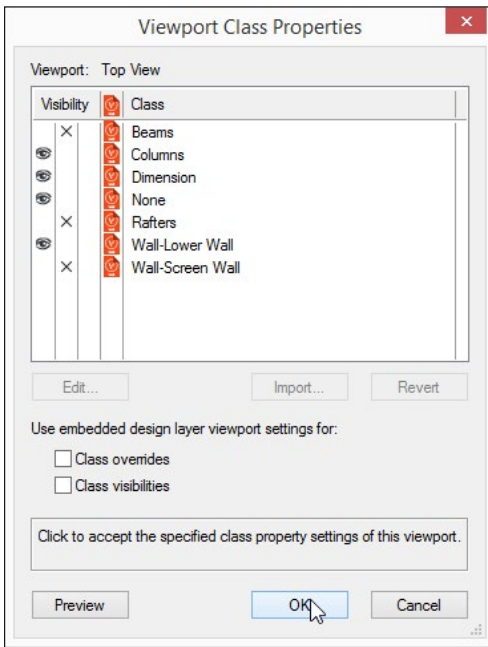 Viewport Class Properties
Viewport: Top View
Visibility Class
Beams
Columns
Dimension
None
Rafters
Wall-Lower Wall
Wall-Screen Wall
Edit... Import... Revert
Use embedded design layer viewport settings for:
Class overrides
Class visibilities
Click to accept the specified class property settings of this viewport.
Preview OK Cancel